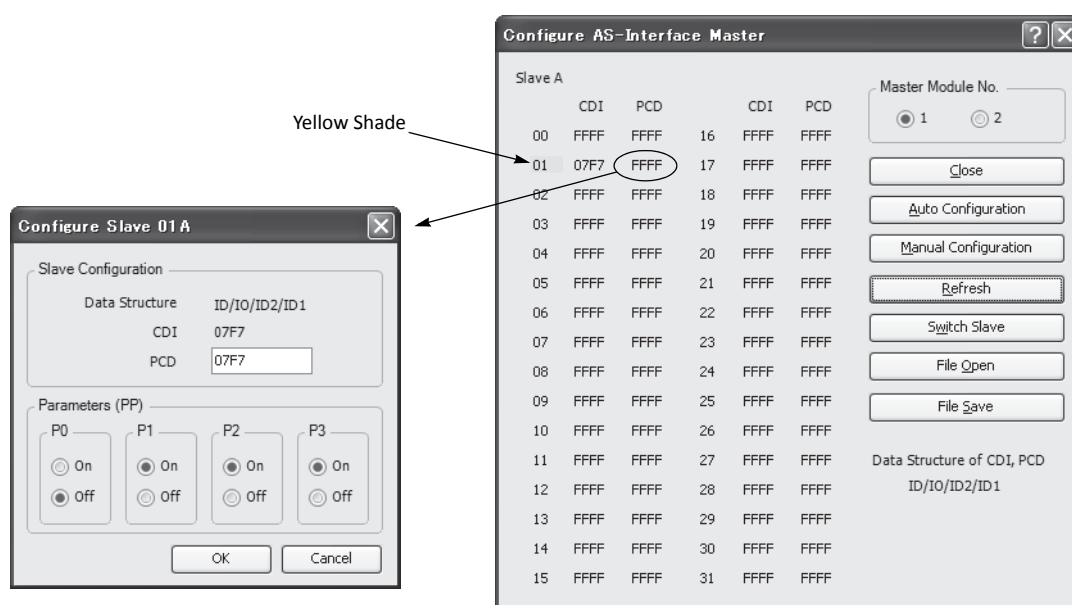 Configure AS-Interface Master
Slave A
CDI PCD CDI PCD
00 FFFF FFFF 16 FFFF FFFF
01 07F7 FFFF 17 FFFF FFFF
02 FFFF FFFF 18 FFFF FFFF
03 FFFF FFFF 19 FFFF FFFF
04 FFFF FFFF 20 FFFF FFFF
05 FFFF FFFF 21 FFFF FFFF
06 FFFF FFFF 22 FFFF FFFF
07 FFFF FFFF 23 FFFF FFFF
08 FFFF FFFF 24 FFFF FFFF
09 FFFF FFFF 25 FFFF FFFF
10 FFFF FFFF 26 FFFF FFFF
11 FFFF FFFF 27 FFFF FFFF
12 FFFF FFFF 28 FFFF FFFF
13 FFFF FFFF 29 FFFF FFFF
14 FFFF FFFF 30 FFFF FFFF
15 FFFF FFFF 31 FFFF FFFF
Master Module No.
1 2
Close
Auto Configuration
Manual Configuration
Refresh
Switch Slave
File Open
File Save
Data Structure of CDI, PCD
ID/IO/ID2/ID1
Yellow Shade
Configure Slave 01A
Slave Configuration
Data Structure ID/IO/ID2/ID1
CDI 07F7
PCD 07F7
Parameters (PP)
P0 P1 P2 P3
On On On On
Off Off Off Off
OK Cancel